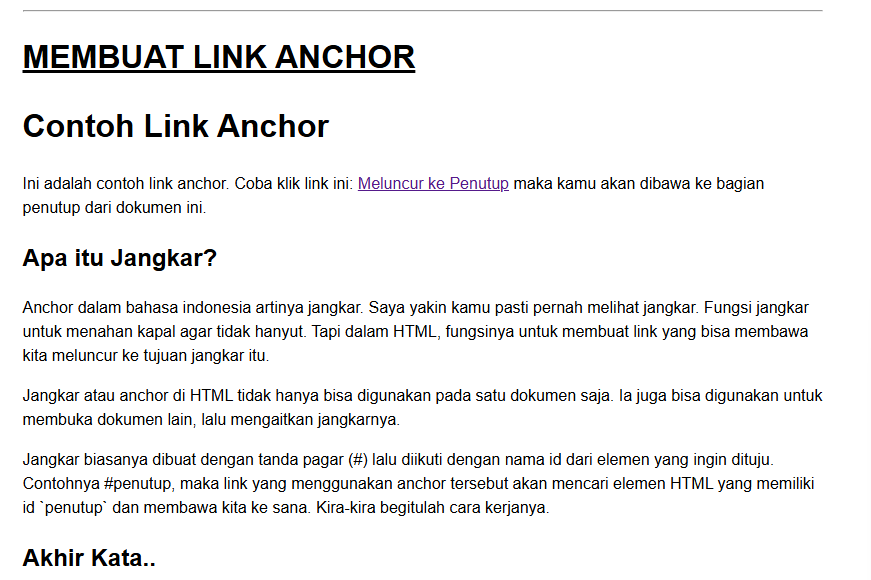 MEMBUAT LINK ANCHOR
Contoh Link Anchor
Ini adalah contoh link anchor. Coba klik link ini: Meluncur ke Penutup maka kamu akan dibawa ke bagian
penutup dari dokumen ini.
Apa itu Jangkar?
Anchor dalam bahasa indonesia artinya jangkar. Saya yakin kamu pasti pernah melihat jangkar. Fungsi jangkar
untuk menahan kapal agar tidak hanyut. Tapi dalam HTML, fungsinya untuk membuat link yang bisa membawa
kita meluncur ke tujuan jangkar itu.
Jangkar atau anchor di HTML tidak hanya bisa digunakan pada satu dokumen saja. Ia juga bisa digunakan untuk
membuka dokumen lain, lalu mengaitkan jangkarnya.
Jangkar biasanya dibuat dengan tanda pagar (#) lalu diikuti dengan nama id dari elemen yang ingin dituju.
Contohnya #penutup, maka link yang menggunakan anchor tersebut akan mencari elemen HTML yang memiliki
id `penutup` dan membawa kita ke sana. Kira-kira begitulah cara kerjanya.
Akhir Kata..